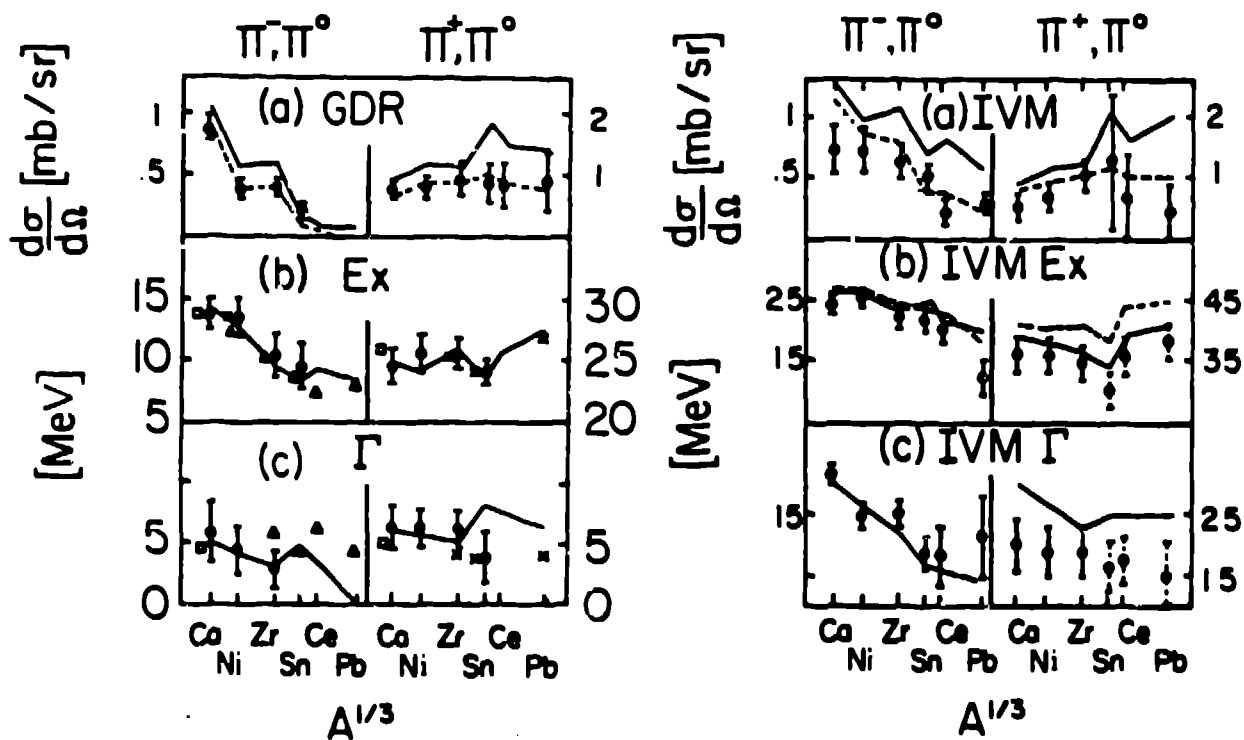 Π⁻,Π° Π⁺,Π°
dσ/dΩ [mb/sr]
(a) GDR
1
.5
2
1
(b) Ex
15
10
5
30
25
20
[MeV]
(c) Γ
5
0
5
0
Ca Ni Zr Sn Ce Pb Ca Ni Zr Sn Ce Pb
A^1/3
Π⁻,Π° Π⁺,Π°
dσ/dΩ [mb/sr]
(a) IVM
1
.5
2
1
(b) IVM Ex
25
15
45
35
[MeV]
(c) IVM Γ
15
25
15
Ca Ni Zr Sn Ce Pb Ca Ni Zr Sn Ce Pb
A^1/3